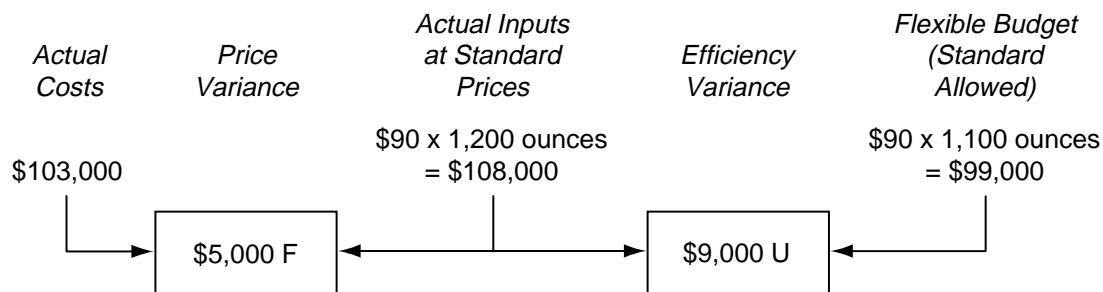 Actual
Costs
Price
Variance
Actual Inputs
at Standard
Prices
Efficiency
Variance
Flexible Budget
(Standard
Allowed)
$103,000
$90 x 1,200 ounces
= $108,000
$90 x 1,100 ounces
= $99,000
$5,000 F
$9,000 U